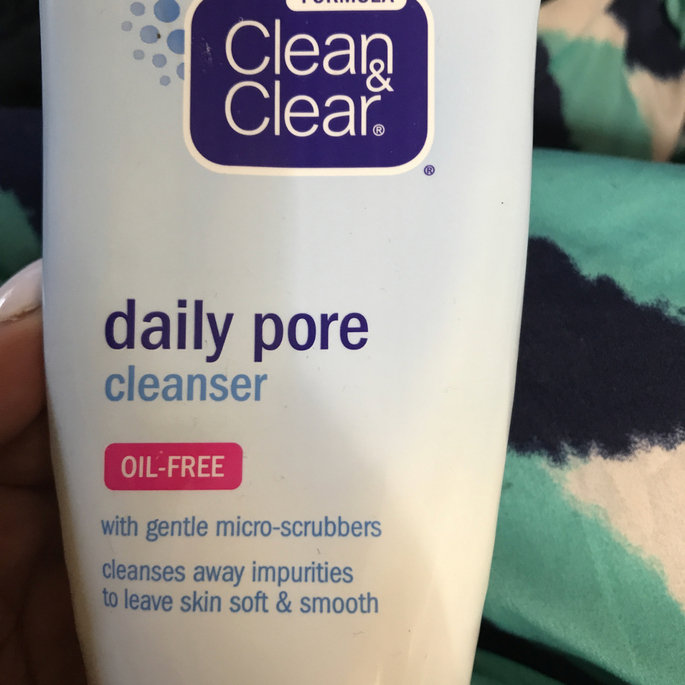 FORMULA
Clean
&
Clear®
®
daily pore
cleanser
OIL-FREE
with gentle micro-scrubbers
cleanses away impurities
to leave skin soft & smooth